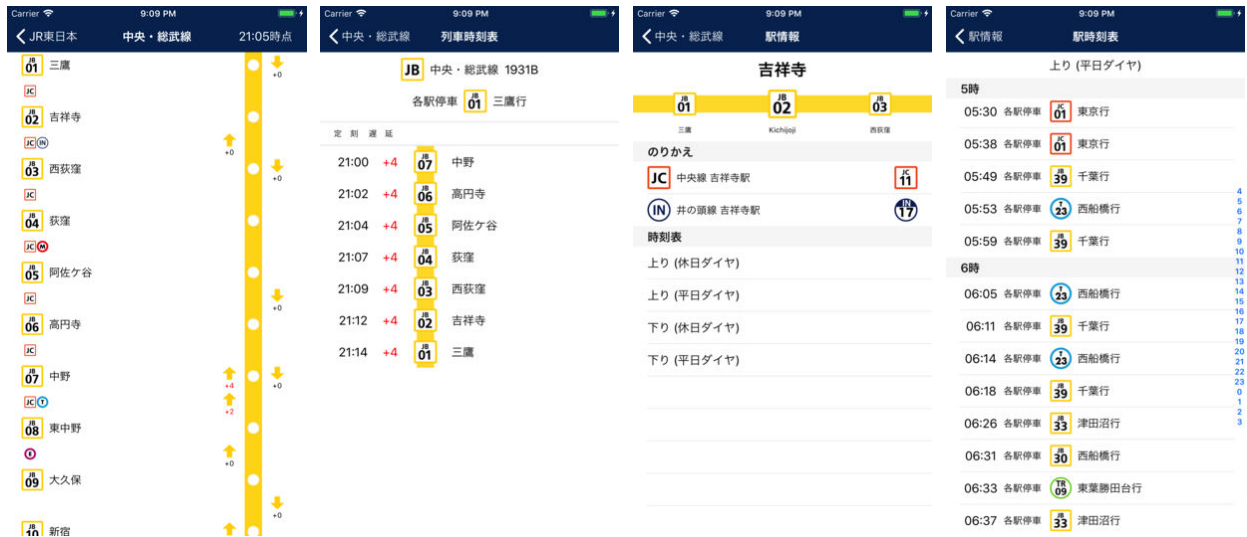 Carrier 9:09 PM
JR東日本 中央・総武線 21:05時点
JB 01 三鷹
+0
JC
JB 02 吉祥寺
JC IN
+0
JB 03 西荻窪
+0
JC
JB 04 荻窪
JC M
JB 05 阿佐ケ谷
JC
+0
JB 06 高円寺
JC
JB 07 中野
+4 +0
JC T
+2
JB 08 東中野
E
+0
JB 09 大久保
+0
JB 10 新宿
Carrier 9:09 PM
中央・総武線 列車時刻表
JB 中央・総武線 1931B
各駅停車 JB 01 三鷹行
定刻 遅延
21:00 +4 JB 07 中野
21:02 +4 JB 06 高円寺
21:04 +4 JB 05 阿佐ケ谷
21:07 +4 JB 04 荻窪
21:09 +4 JB 03 西荻窪
21:12 +4 JB 02 吉祥寺
21:14 +4 JB 01 三鷹
Carrier 9:09 PM
中央・総武線 駅情報
吉祥寺
JB 01 JB 02 JB 03
三鷹 Kichijoji 西荻窪
のりかえ
JC 中央線 吉祥寺駅 JC 11
IN 井の頭線 吉祥寺駅 IN 17
時刻表
上り (休日ダイヤ)
上り (平日ダイヤ)
下り (休日ダイヤ)
下り (平日ダイヤ)
Carrier 9:09 PM
駅情報 駅時刻表
上り (平日ダイヤ)
5時
05:30 各駅停車 JC 01 東京行
05:38 各駅停車 JC 01 東京行
05:49 各駅停車 JB 39 千葉行
05:53 各駅停車 T 23 西船橋行
05:59 各駅停車 JB 39 千葉行
6時
06:05 各駅停車 T 23 西船橋行
06:11 各駅停車 JB 39 千葉行
06:14 各駅停車 T 23 西船橋行
06:18 各駅停車 JB 39 千葉行
06:26 各駅停車 JB 33 津田沼行
06:31 各駅停車 JB 30 西船橋行
06:33 各駅停車 TR 09 東葉勝田台行
06:37 各駅停車 JB 33 津田沼行
4
5
6
7
8
9
10
11
12
13
14
15
16
17
18
19
20
21
22
23
0
1
2
3